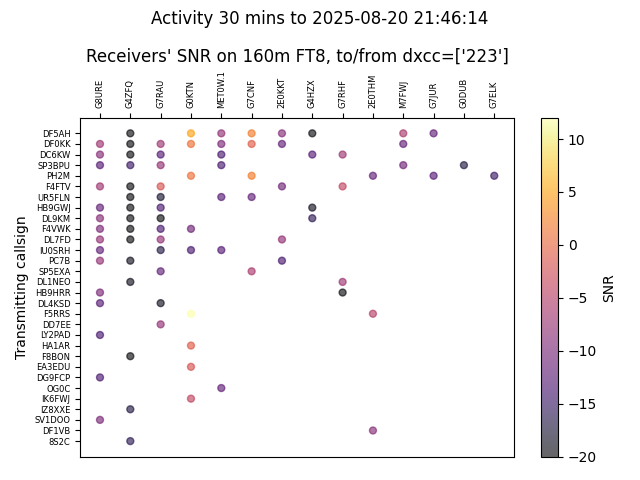 Activity 30 mins to 2025-08-20 21:46:14
Receivers' SNR on 160m FT8, to/from dxcc=['223']
G8URE
G4ZFQ
G7RAU
G0KTN
MET0W.1
G7CNF
2E0KKT
G4HZX
G7RHF
2E0THM
M7FWJ
G7JUR
G0DUB
G7ELK
Transmitting callsign
DF5AH
DF0KK
DC6KW
SP3BPU
PH2M
F4FTV
UR5FLN
HB9GWJ
DL9KM
F4VWK
DL7FD
IU0SRH
PC7B
SP5EXA
DL1NEO
HB9HRR
DL4KSD
F5RRS
DD7EE
LY2PAD
HA1AR
F8BON
EA3EDU
DG9FCP
OG0C
IK6FWJ
IZ8XXE
SV1DOO
DF1VB
8S2C
10
5
0
−5
−10
−15
−20
SNR